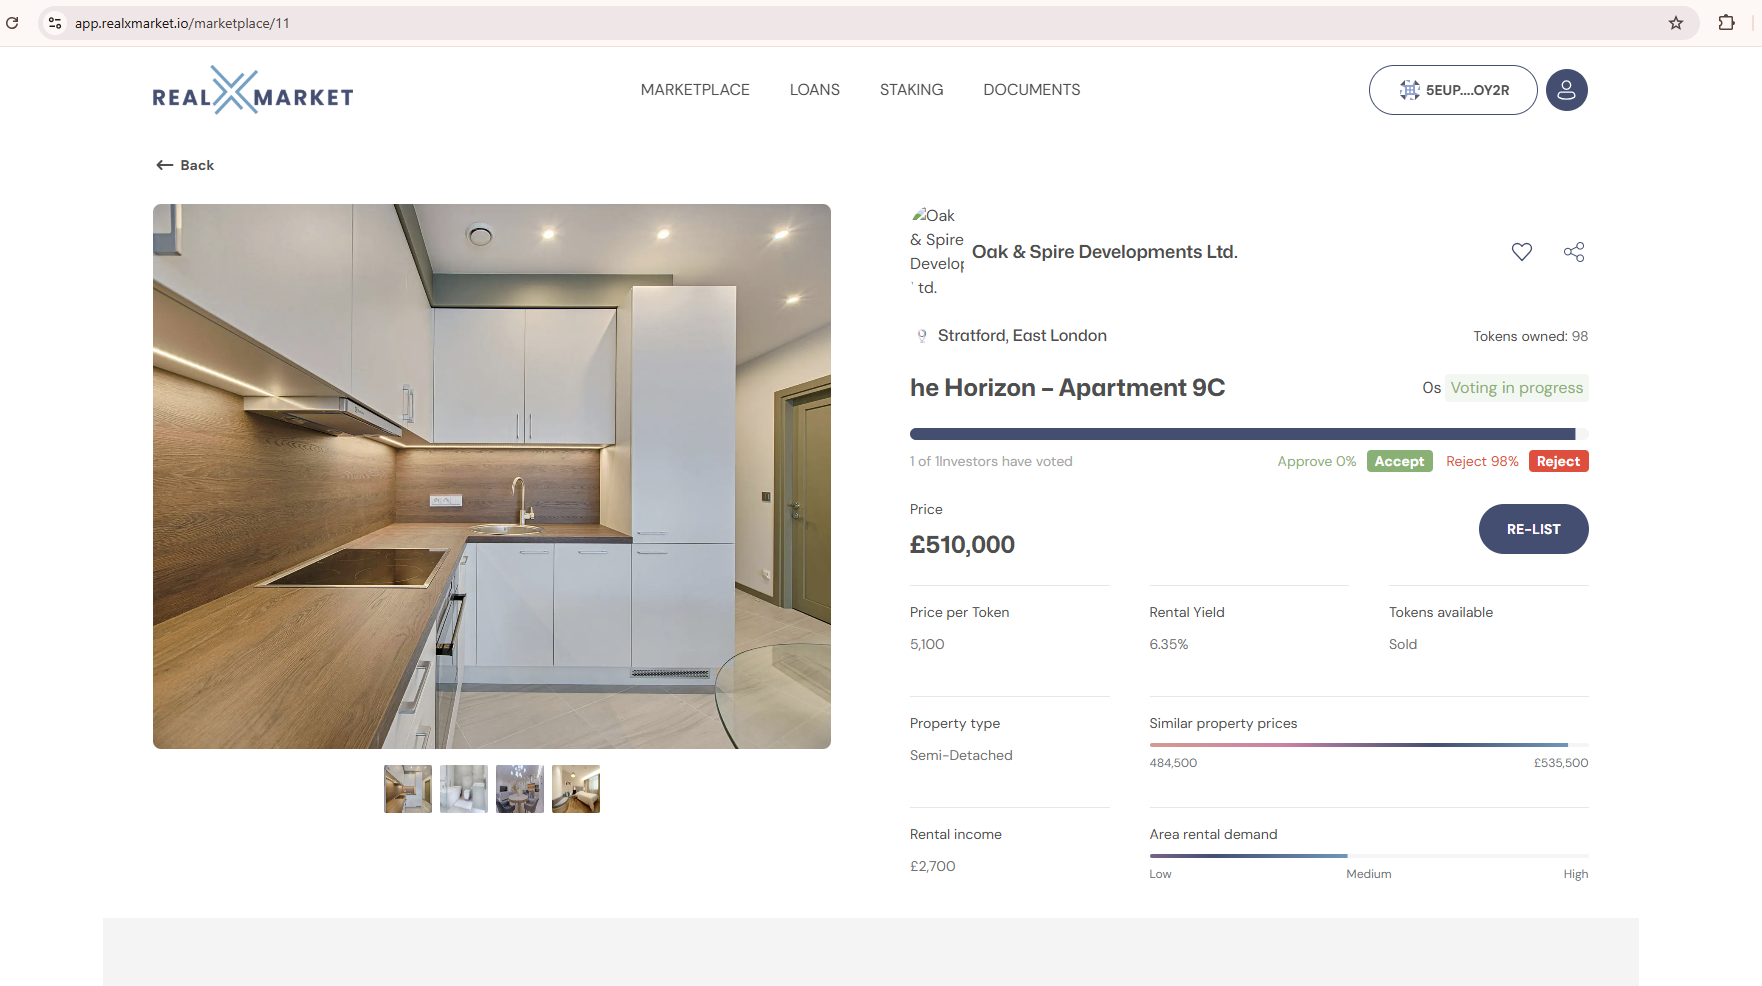 app.realxmarket.io/marketplace/11
REAL MARKET
MARKETPLACE
LOANS
STAKING
DOCUMENTS
5EUP....OY2R
Back
Oak
& Spire
Develop
td.
Oak & Spire Developments Ltd.
Stratford, East London
Tokens owned: 98
he Horizon – Apartment 9C
0s Voting in progress
1 of 1Investors have voted
Approve 0% Accept Reject 98% Reject
Price
£510,000
RE-LIST
Price per Token
5,100
Rental Yield
6.35%
Tokens available
Sold
Property type
Semi-Detached
Similar property prices
484,500 £535,500
Rental income
£2,700
Area rental demand
Low Medium High